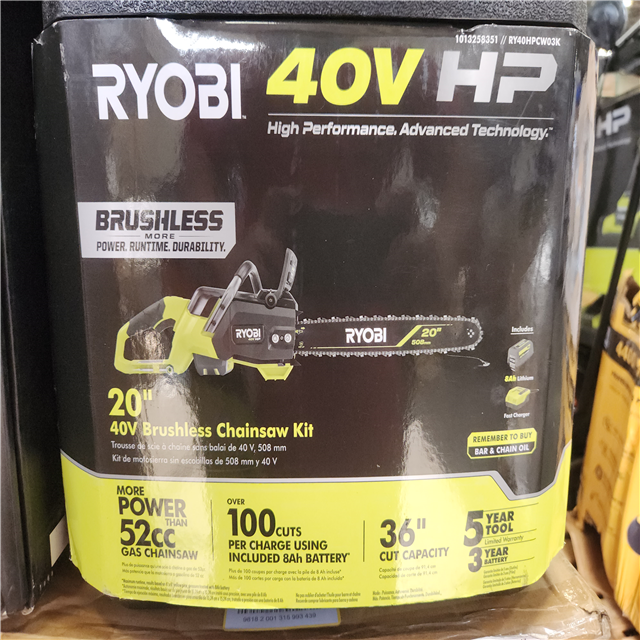 1013258351 // RY40HPCW03K
RYOBI 40V HP
High Performance. Advanced Technology.™
BRUSHLESS
MORE
POWER. RUNTIME. DURABILITY.
RYOBI
RYOBI 20"
508mm
Includes
8Ah Lithium
Fast Charger
20"
40V Brushless Chainsaw Kit
Trousse de scie à chaîne sans balai de 40 V, 508 mm
Kit de motosierra sin escobillas de 508 mm y 40 V
REMEMBER TO BUY
BAR & CHAIN OIL
MORE
POWER
THAN
52cc
GAS CHAINSAW
OVER
100 CUTS
PER CHARGE USING
INCLUDED 8Ah BATTERY*
36"
CUT CAPACITY
5 YEAR
TOOL
Limited Warranty
3 YEAR
BATTERY
HP